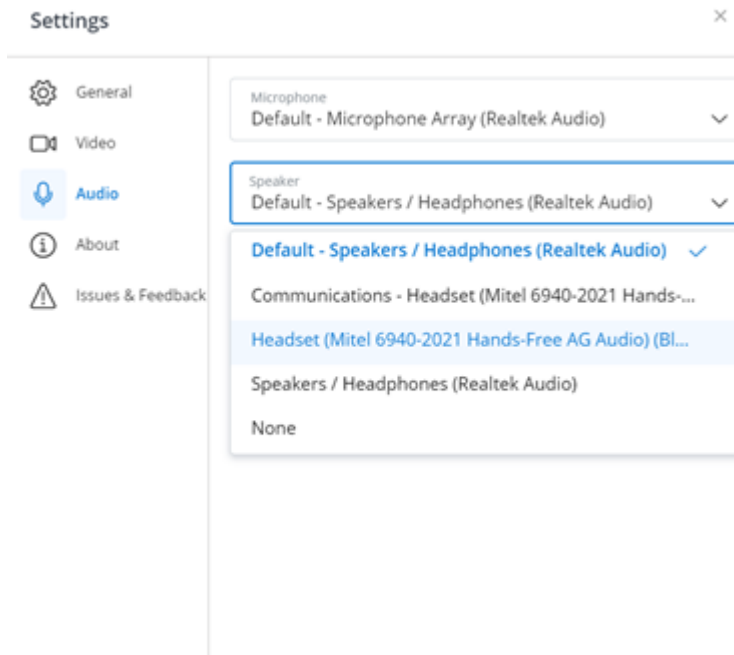 Settings
General
Video
Audio
About
Issues & Feedback
Microphone
Default - Microphone Array (Realtek Audio)
Speaker
Default - Speakers / Headphones (Realtek Audio)
Default - Speakers / Headphones (Realtek Audio)
Communications - Headset (Mitel 6940-2021 Hands-...
Headset (Mitel 6940-2021 Hands-Free AG Audio) (Bl...
Speakers / Headphones (Realtek Audio)
None